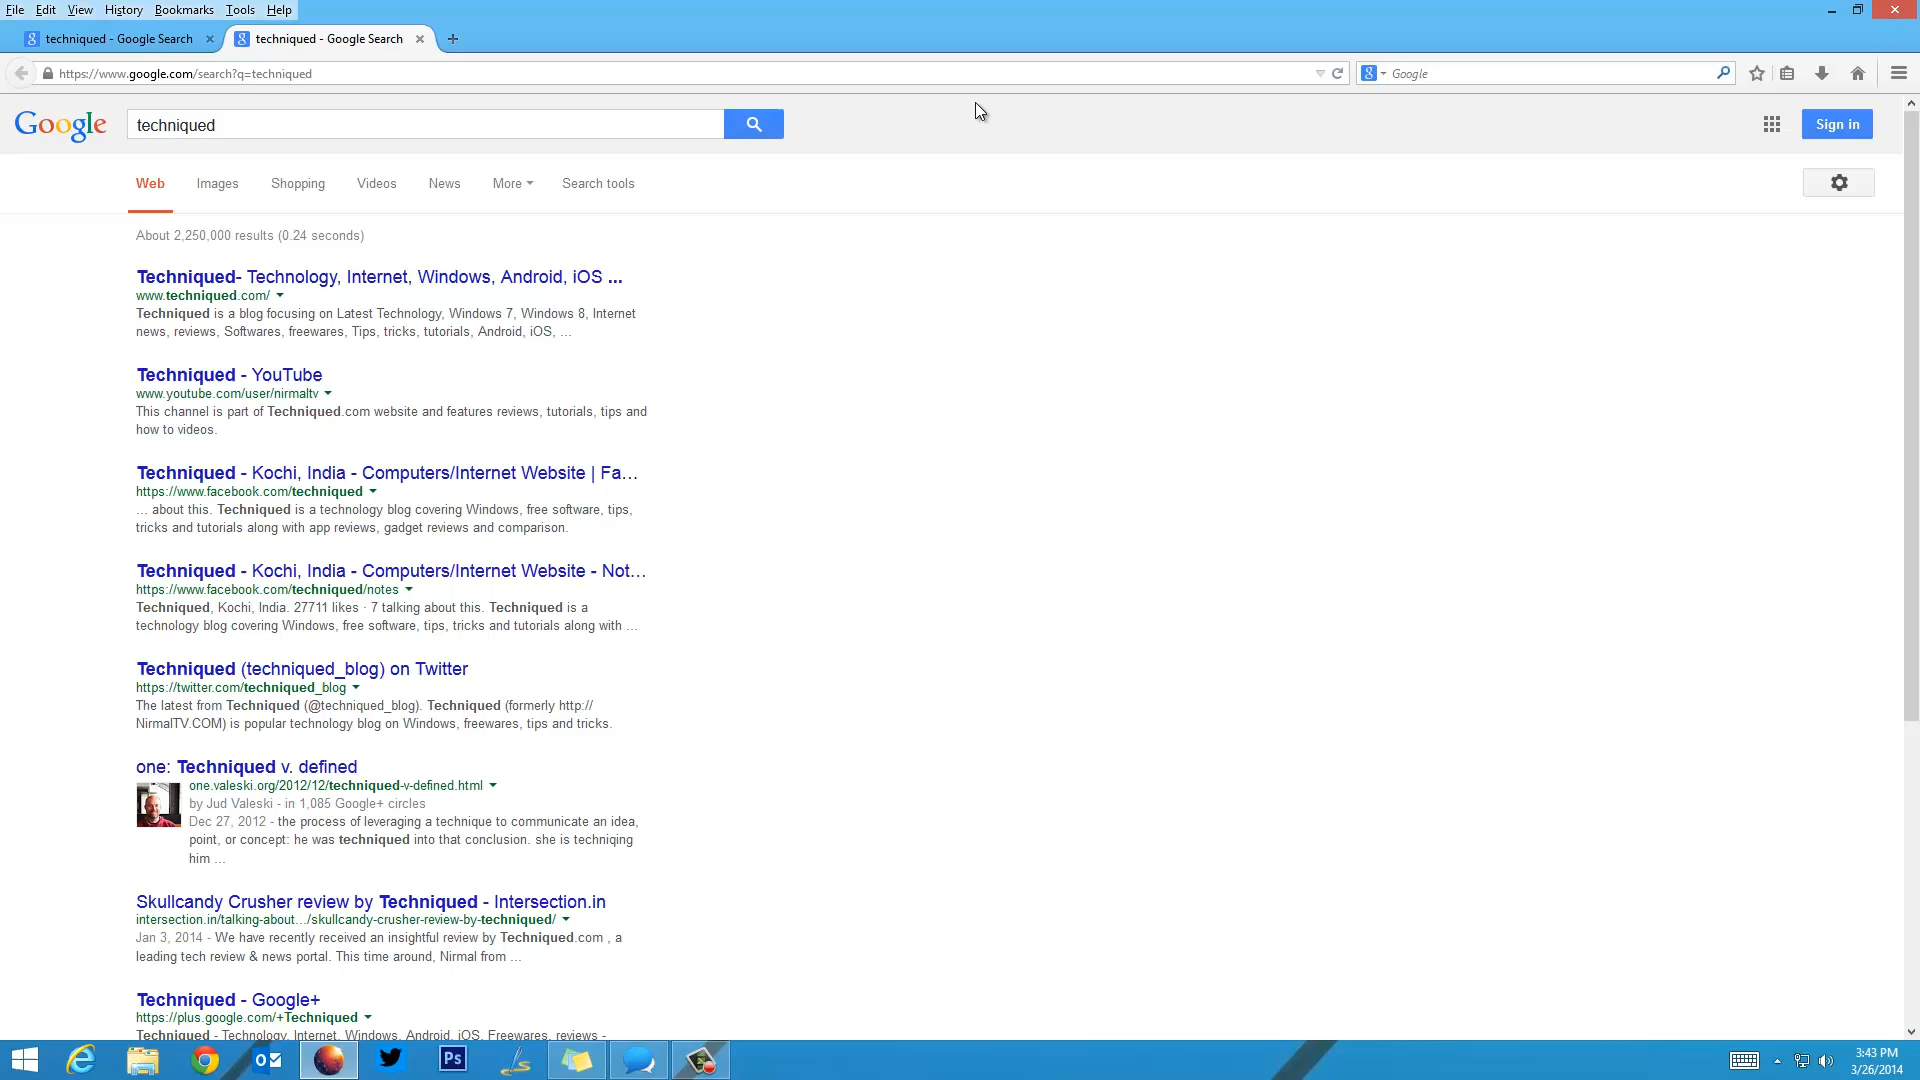 File Edit View History Bookmarks Tools Help
techniqued - Google Search
techniqued - Google Search
https://www.google.com/search?q=techniqued
Google
Google
techniqued
Sign in
Web Images Shopping Videos News More Search tools
About 2,250,000 results (0.24 seconds)
Techniqued- Technology, Internet, Windows, Android, iOS ...
www.techniqued.com/
Techniqued is a blog focusing on Latest Technology, Windows 7, Windows 8, Internet
news, reviews, Softwares, freewares, Tips, tricks, tutorials, Android, iOS, ...
Techniqued - YouTube
www.youtube.com/user/nirmaltv
This channel is part of Techniqued.com website and features reviews, tutorials, tips and
how to videos.
Techniqued - Kochi, India - Computers/Internet Website | Fa...
https://www.facebook.com/techniqued
... about this. Techniqued is a technology blog covering Windows, free software, tips,
tricks and tutorials along with app reviews, gadget reviews and comparison.
Techniqued - Kochi, India - Computers/Internet Website - Not...
https://www.facebook.com/techniqued/notes
Techniqued, Kochi, India. 27711 likes · 7 talking about this. Techniqued is a
technology blog covering Windows, free software, tips, tricks and tutorials along with ...
Techniqued (techniqued_blog) on Twitter
https://twitter.com/techniqued_blog
The latest from Techniqued (@techniqued_blog). Techniqued (formerly http://
NirmalTV.COM) is popular technology blog on Windows, freewares, tips and tricks.
one: Techniqued v. defined
one.valeski.org/2012/12/techniqued-v-defined.html
by Jud Valeski - in 1,085 Google+ circles
Dec 27, 2012 - the process of leveraging a technique to communicate an idea,
point, or concept: he was techniqued into that conclusion. she is techniqing
him ...
Skullcandy Crusher review by Techniqued - Intersection.in
intersection.in/talking-about.../skullcandy-crusher-review-by-techniqued/
Jan 3, 2014 - We have recently received an insightful review by Techniqued.com , a
leading tech review & news portal. This time around, Nirmal from ...
Techniqued - Google+
https://plus.google.com/+Techniqued
Techniqued - Technology, Internet, Windows, Android, iOS, Freewares, reviews -
Ps
3:43 PM
3/26/2014